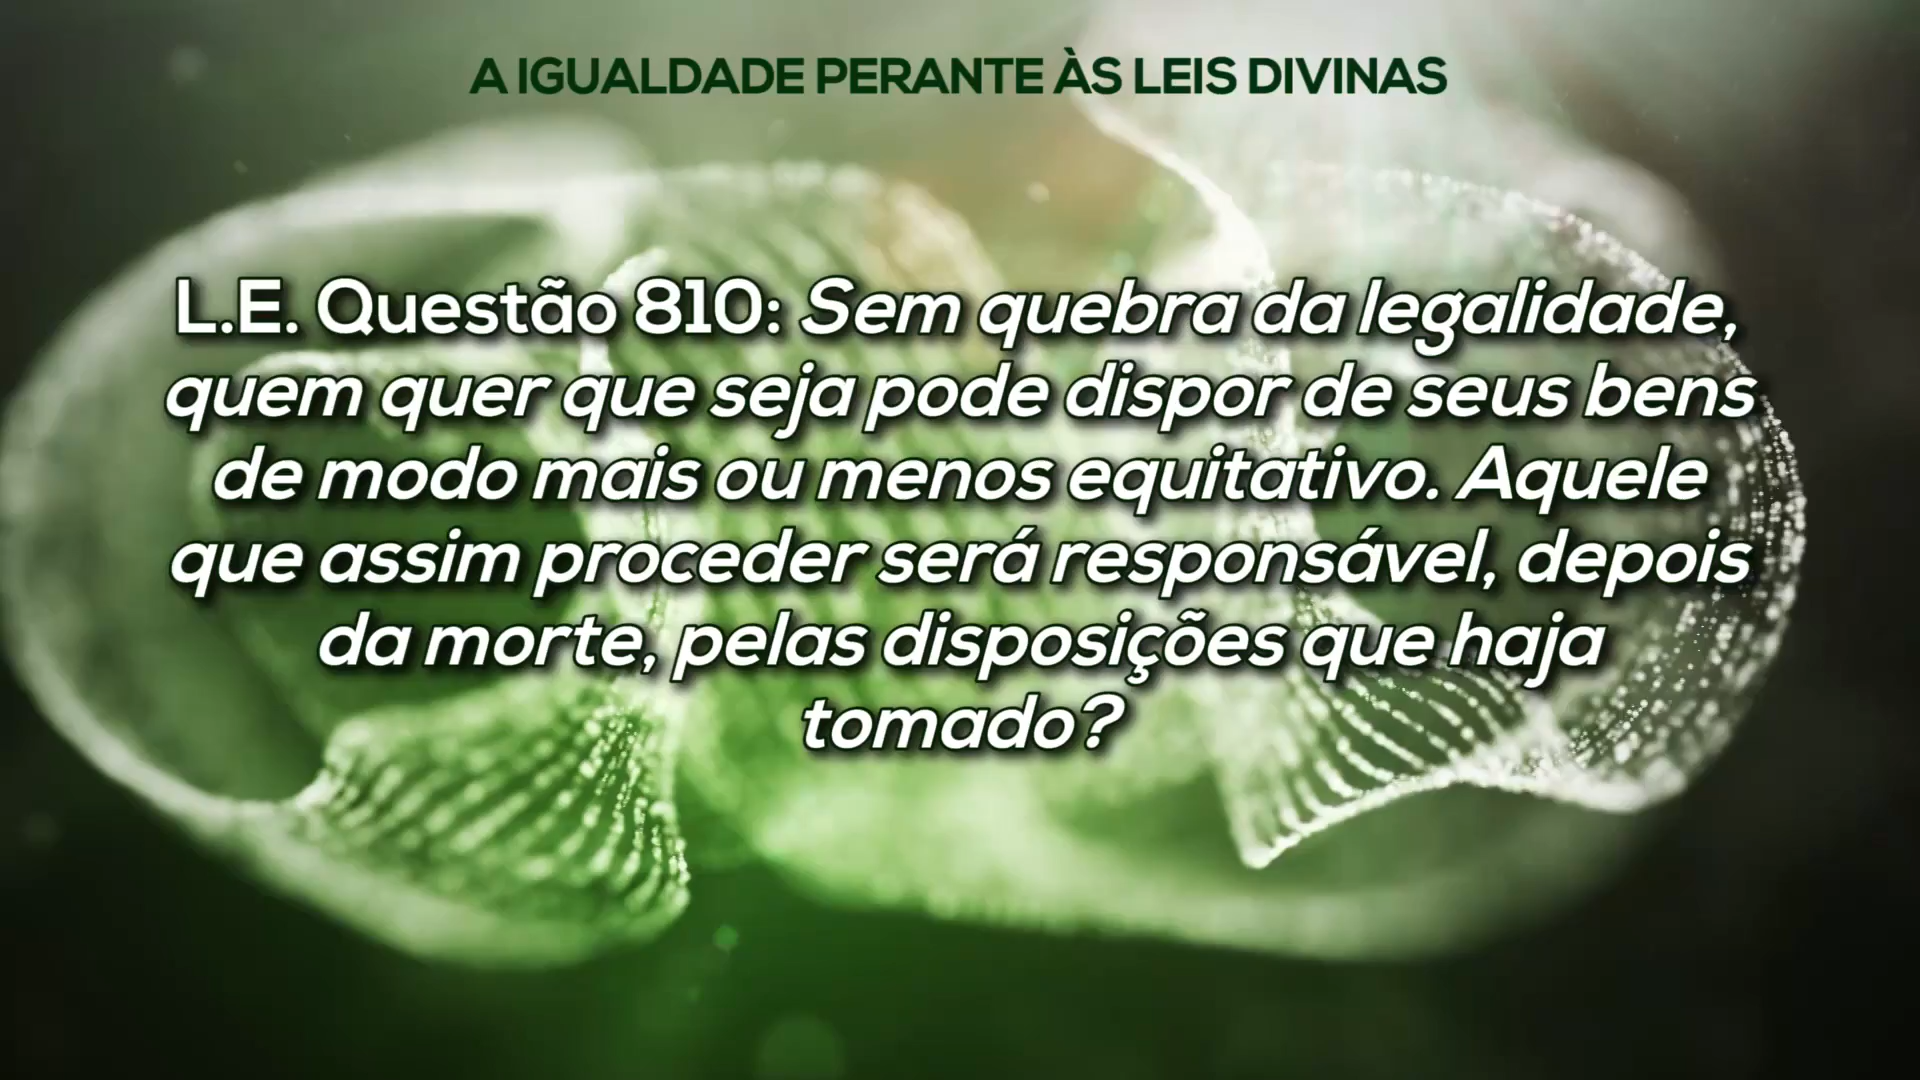 A IGUALDADE PERANTE ÀS LEIS DIVINAS
L.E. Questão 810: Sem quebra da legalidade,
quem quer que seja pode dispor de seus bens
de modo mais ou menos equitativo. Aquele
que assim proceder será responsável, depois
da morte, pelas disposições que haja
tomado?